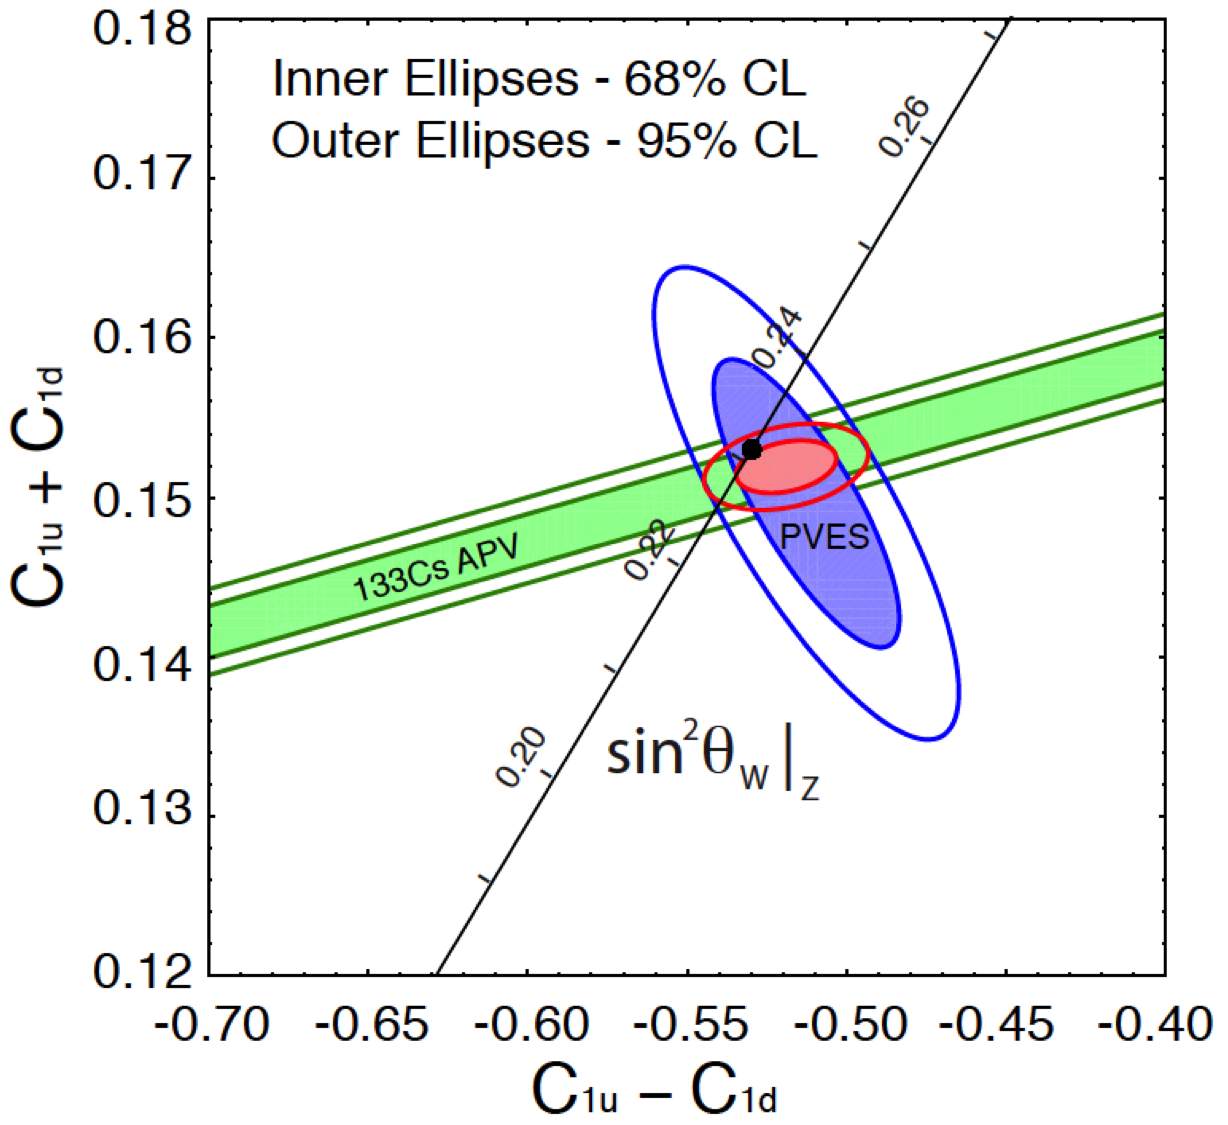 Inner Ellipses - 68% CL
Outer Ellipses - 95% CL
0.18
0.17
0.16
0.15
0.14
0.13
0.12
C1u + C1d
0.26
0.24
0.22
0.20
133Cs APV
PVES
sin²θW|Z
-0.70 -0.65 -0.60 -0.55 -0.50 -0.45 -0.40
C1u – C1d